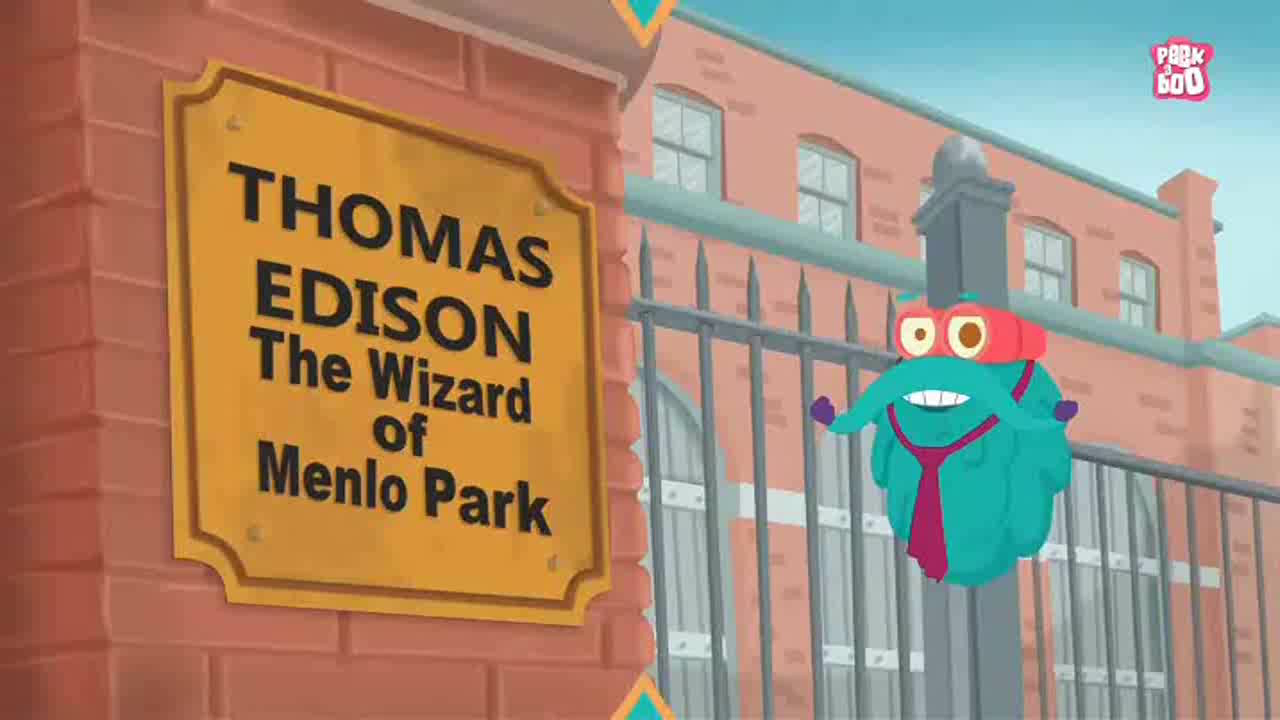 THOMAS
EDISON
The Wizard
of
Menlo Park
Peek
a
boo